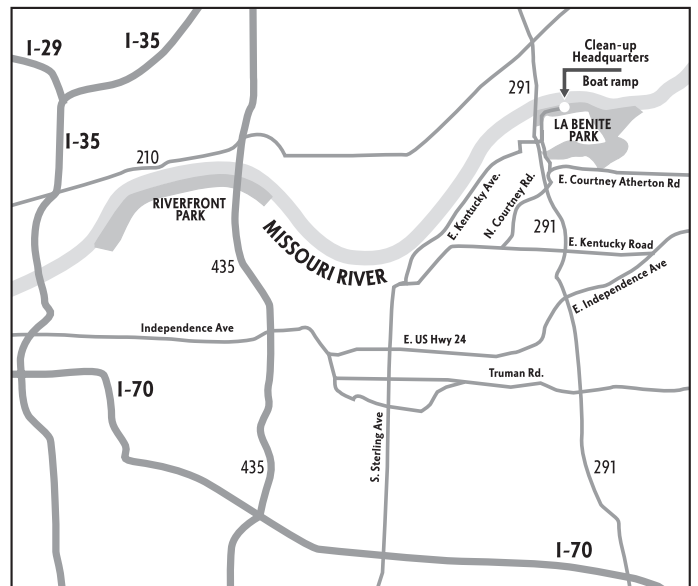 I-29
I-35
Clean-up
Headquarters
Boat ramp
291
I-35
LA BENITE
PARK
210
E. Courtney Atherton Rd
E. Kentucky Ave.
N. Courtney Rd.
RIVERFRONT
PARK
MISSOURI RIVER
291
E. Kentucky Road
435
E. Independence Ave
Independence Ave
E. US Hwy 24
Truman Rd.
I-70
S. Sterling Ave
435
291
I-70